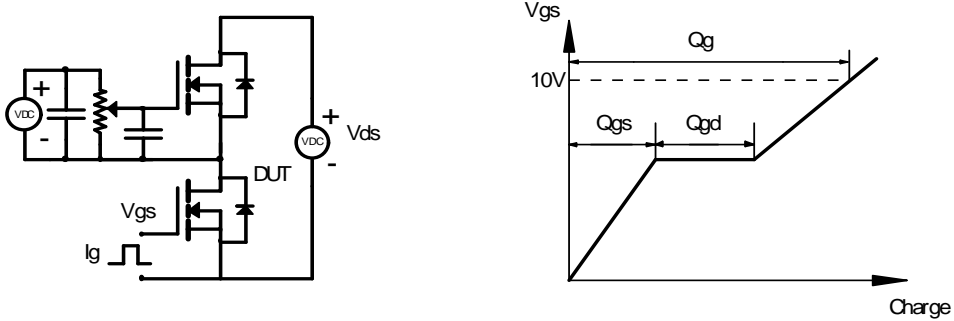 VDC
+
-
+
-
VDC
Vds
DUT
Vgs
Ig
Vgs
Qg
10V
Qgs
Qgd
Charge